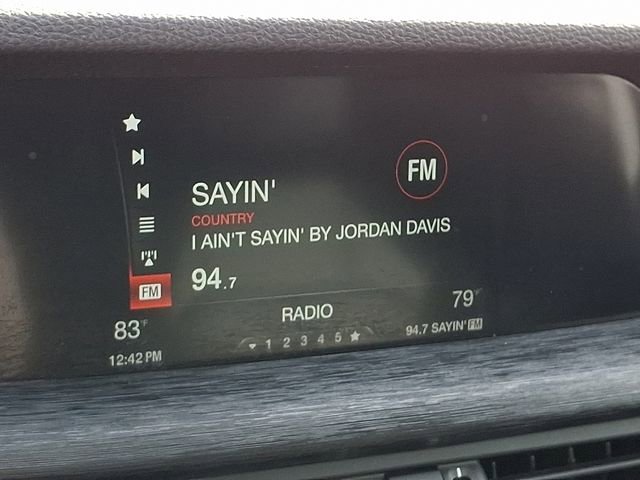 SAYIN'
FM
COUNTRY
I AIN'T SAYIN' BY JORDAN DAVIS
94.7
FM
RADIO
83°F
79°F
1 2 3 4 5
12:42 PM
94.7 SAYIN' FM